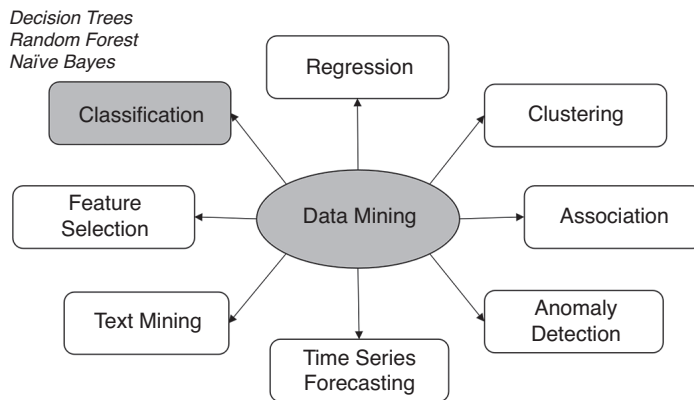 Decision Trees
Random Forest
Naïve Bayes
Regression
Classification
Clustering
Feature
Selection
Data Mining
Association
Text Mining
Anomaly
Detection
Time Series
Forecasting